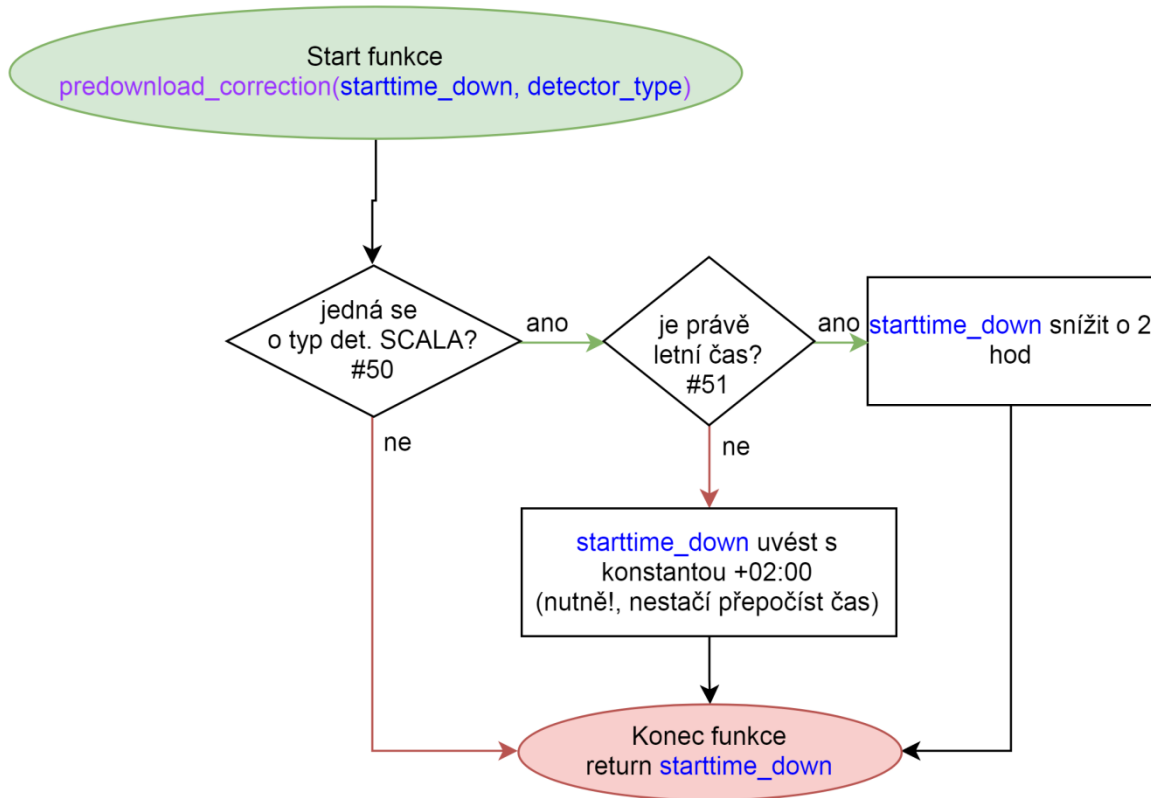 Start funkce
predownload_correction(starttime_down, detector_type)
jedná se
o typ det. SCALA?
#50
ano
je právě
letní čas?
#51
ano
starttime_down snížit o 2
hod
ne
ne
starttime_down uvést s
konstantou +02:00
(nutně!, nestačí přepočíst čas)
Konec funkce
return starttime_down